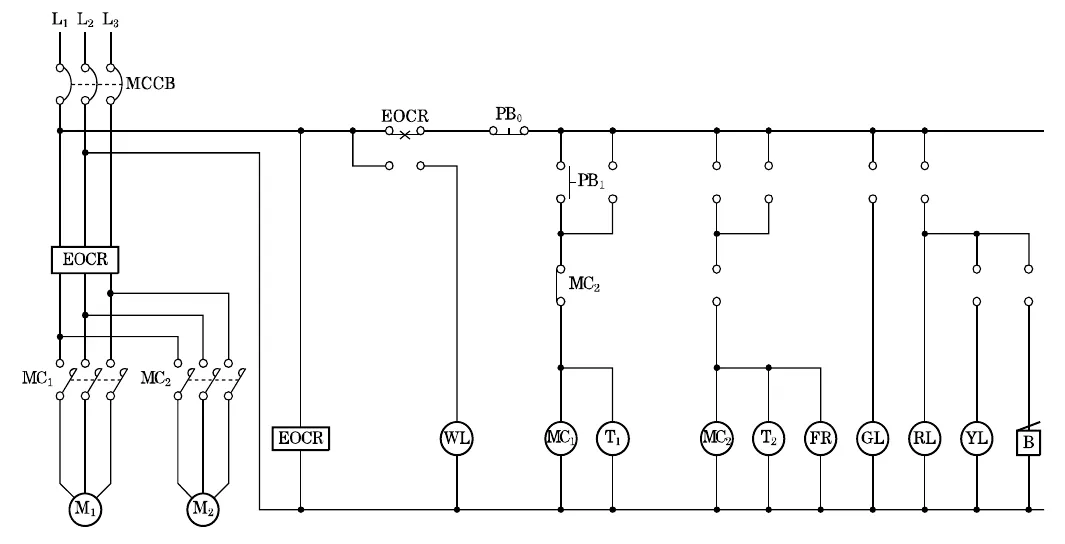 L₁ L₂ L₃
MCCB
EOCR PB₀
PB₁
EOCR
MC₂
MC₁ MC₂
EOCR WL MC₁ T₁ MC₂ T₂ FR GL RL YL B
M₁ M₂